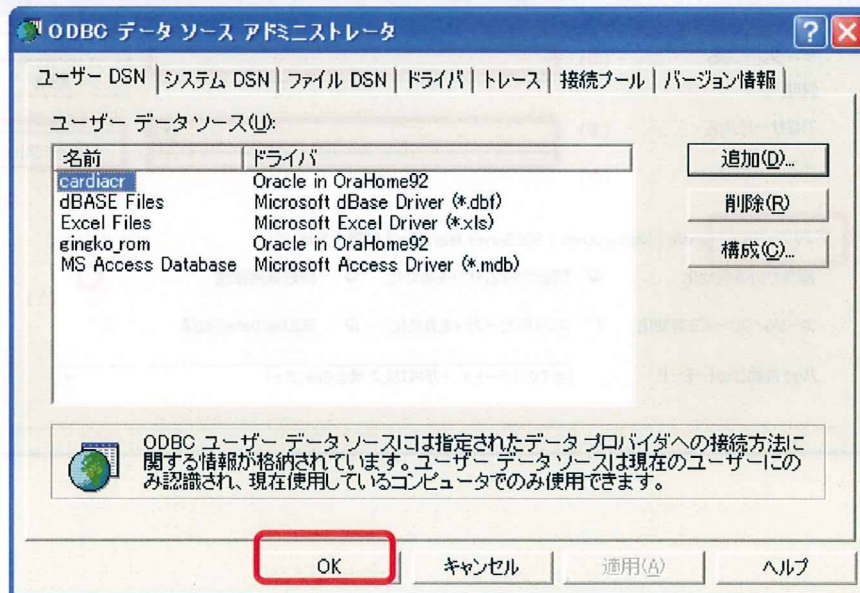 ODBC データ ソース アドミニストレータ
ユーザー DSN システム DSN ファイル DSN ドライバ トレース 接続プール バージョン情報
ユーザー データ ソース(U):
名前 ドライバ
cardiacr Oracle in OraHome92
dBASE Files Microsoft dBase Driver (*.dbf)
Excel Files Microsoft Excel Driver (*.xls)
gingko_rom Oracle in OraHome92
MS Access Database Microsoft Access Driver (*.mdb)
追加(D)...
削除(R)
構成(C)...
ODBC ユーザー データ ソースには指定されたデータ プロバイダへの接続方法に
関する情報が格納されています。ユーザー データ ソースは現在のユーザーにの
み認識され、現在使用しているコンピュータでのみ使用できます。
OK キャンセル 適用(A) ヘルプ